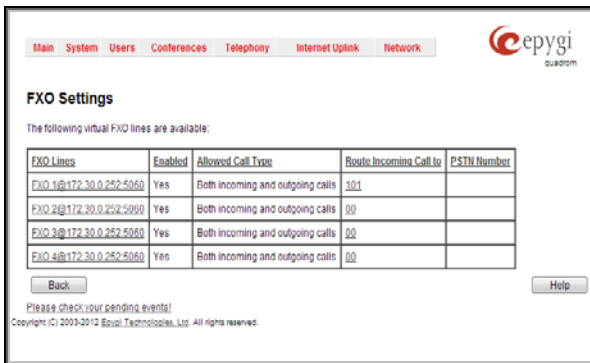 Main System Users Conferences Telephony Internet Uplink Network
epygi
quadrom
FXO Settings
The following virtual FXO lines are available:
FXO Lines Enabled Allowed Call Type Route Incoming Call to PSTN Number
FXO 1@172.30.0.252:5060 Yes Both incoming and outgoing calls 101
FXO 2@172.30.0.252:5060 Yes Both incoming and outgoing calls 00
FXO 3@172.30.0.252:5060 Yes Both incoming and outgoing calls 00
FXO 4@172.30.0.252:5060 Yes Both incoming and outgoing calls 00
Back Help
Please check your pending events!
Copyright (C) 2003-2012 Epygi Technologies, Ltd. All rights reserved.